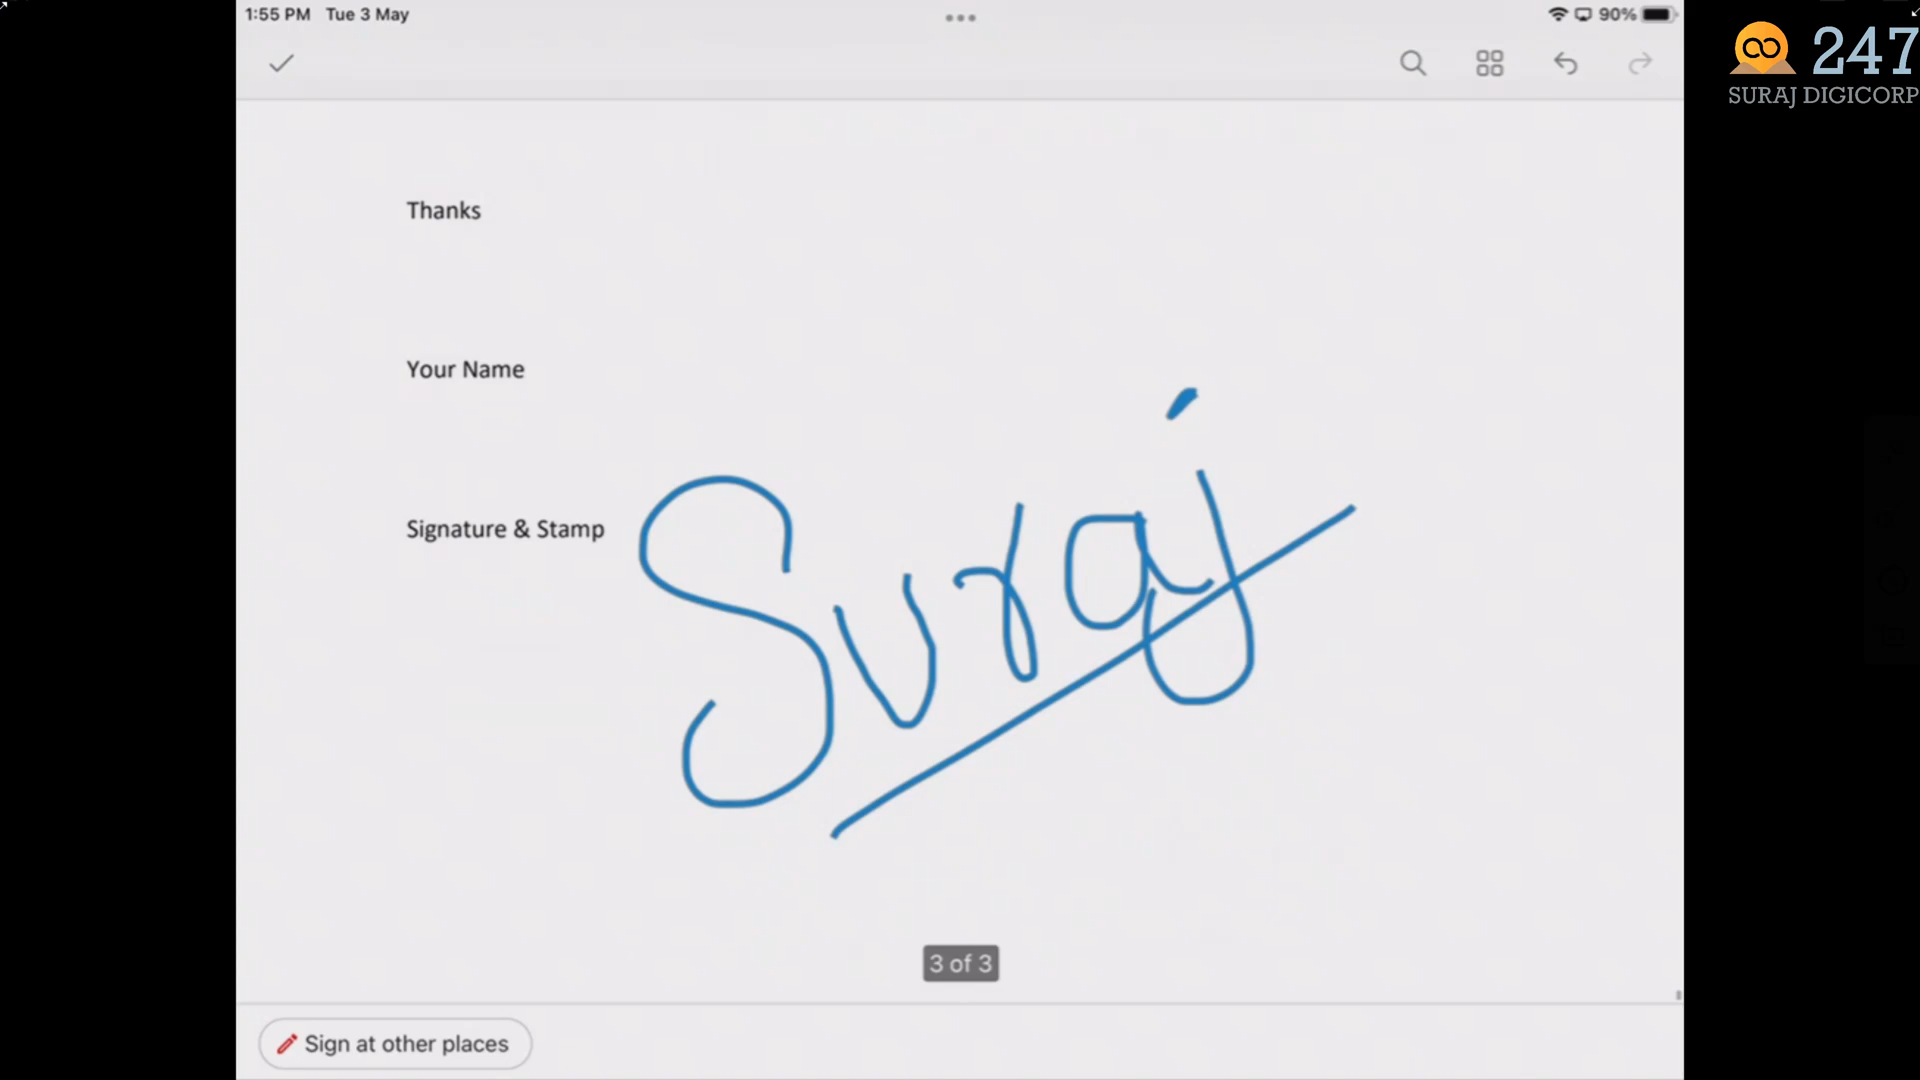 1:55 PM Tue 3 May
90%
247
SURAJ DIGICORP
Thanks
Your Name
Signature & Stamp
Suraj
3 of 3
Sign at other places